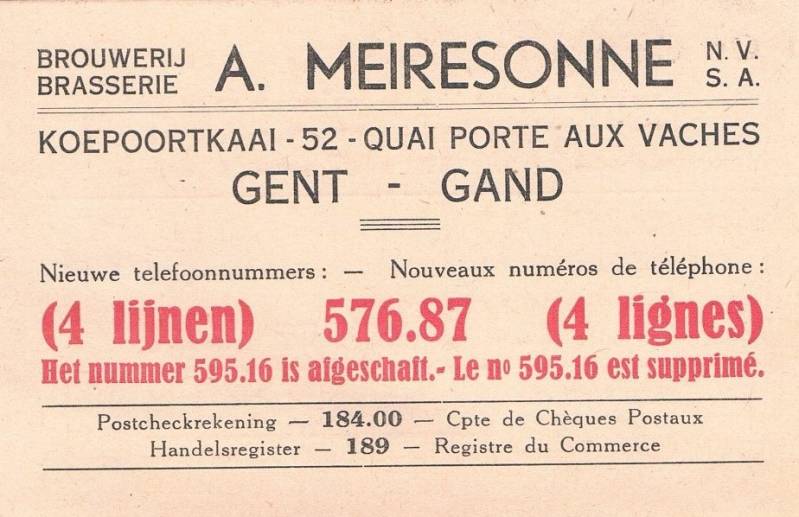 BROUWERIJ A. MEIRESONNE N. V.
BRASSERIE S. A.
KOEPOORTKAAI - 52 - QUAI PORTE AUX VACHES
GENT - GAND
Nieuwe telefoonnummers : — Nouveaux numéros de téléphone :
(4 lijnen) 576.87 (4 lignes)
Het nummer 595.16 is afgeschaft.- Le nº 595.16 est supprimé.
Postcheckrekening — 184.00 — Cpte de Chèques Postaux
Handelsregister — 189 — Registre du Commerce